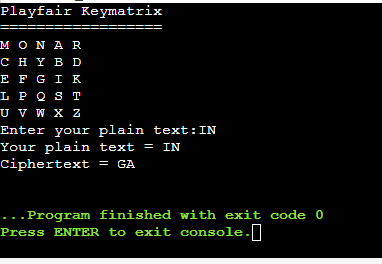 Playfair Keymatrix
==================
M O N A R
C H Y B D
E F G I K
L P Q S T
U V W X Z
Enter your plain text:IN
Your plain text = IN
Ciphertext = GA
...Program finished with exit code 0
Press ENTER to exit console.